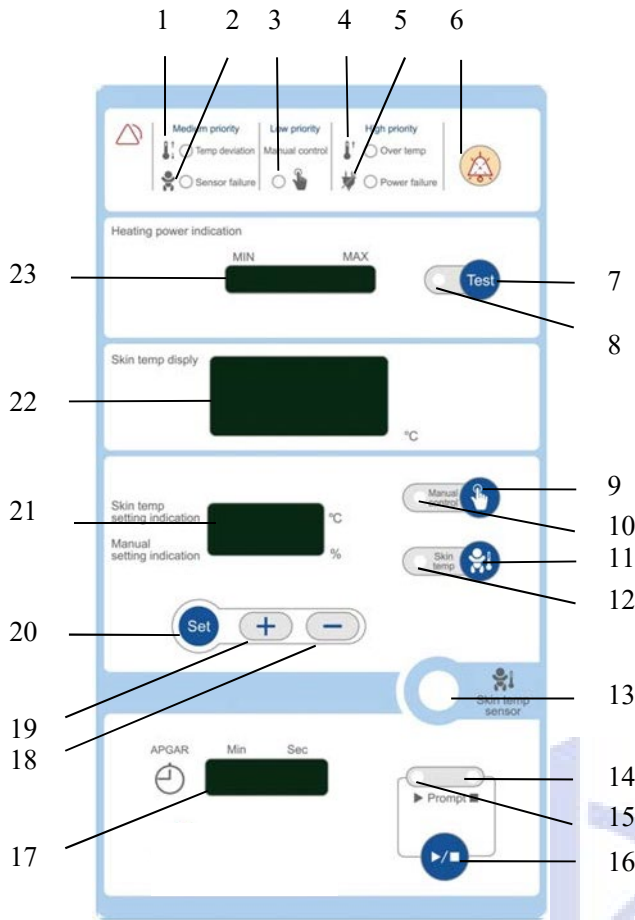 1 2 3 4 5 6
Medium priority Low priority High priority
Temp deviation Manual control Over temp
Sensor failure Power failure
Heating power indication
MIN MAX
23 Test 7
8
Skin temp disply
22
°C
9
Manual
control
10
21 Skin temp
setting indication °C
Manual
setting indication %
11
Skin
temp
12
20 Set + −
13
Skin temp
sensor
19
18
APGAR Min Sec
14
▶ Prompt ■
15
17
▶/■ 16